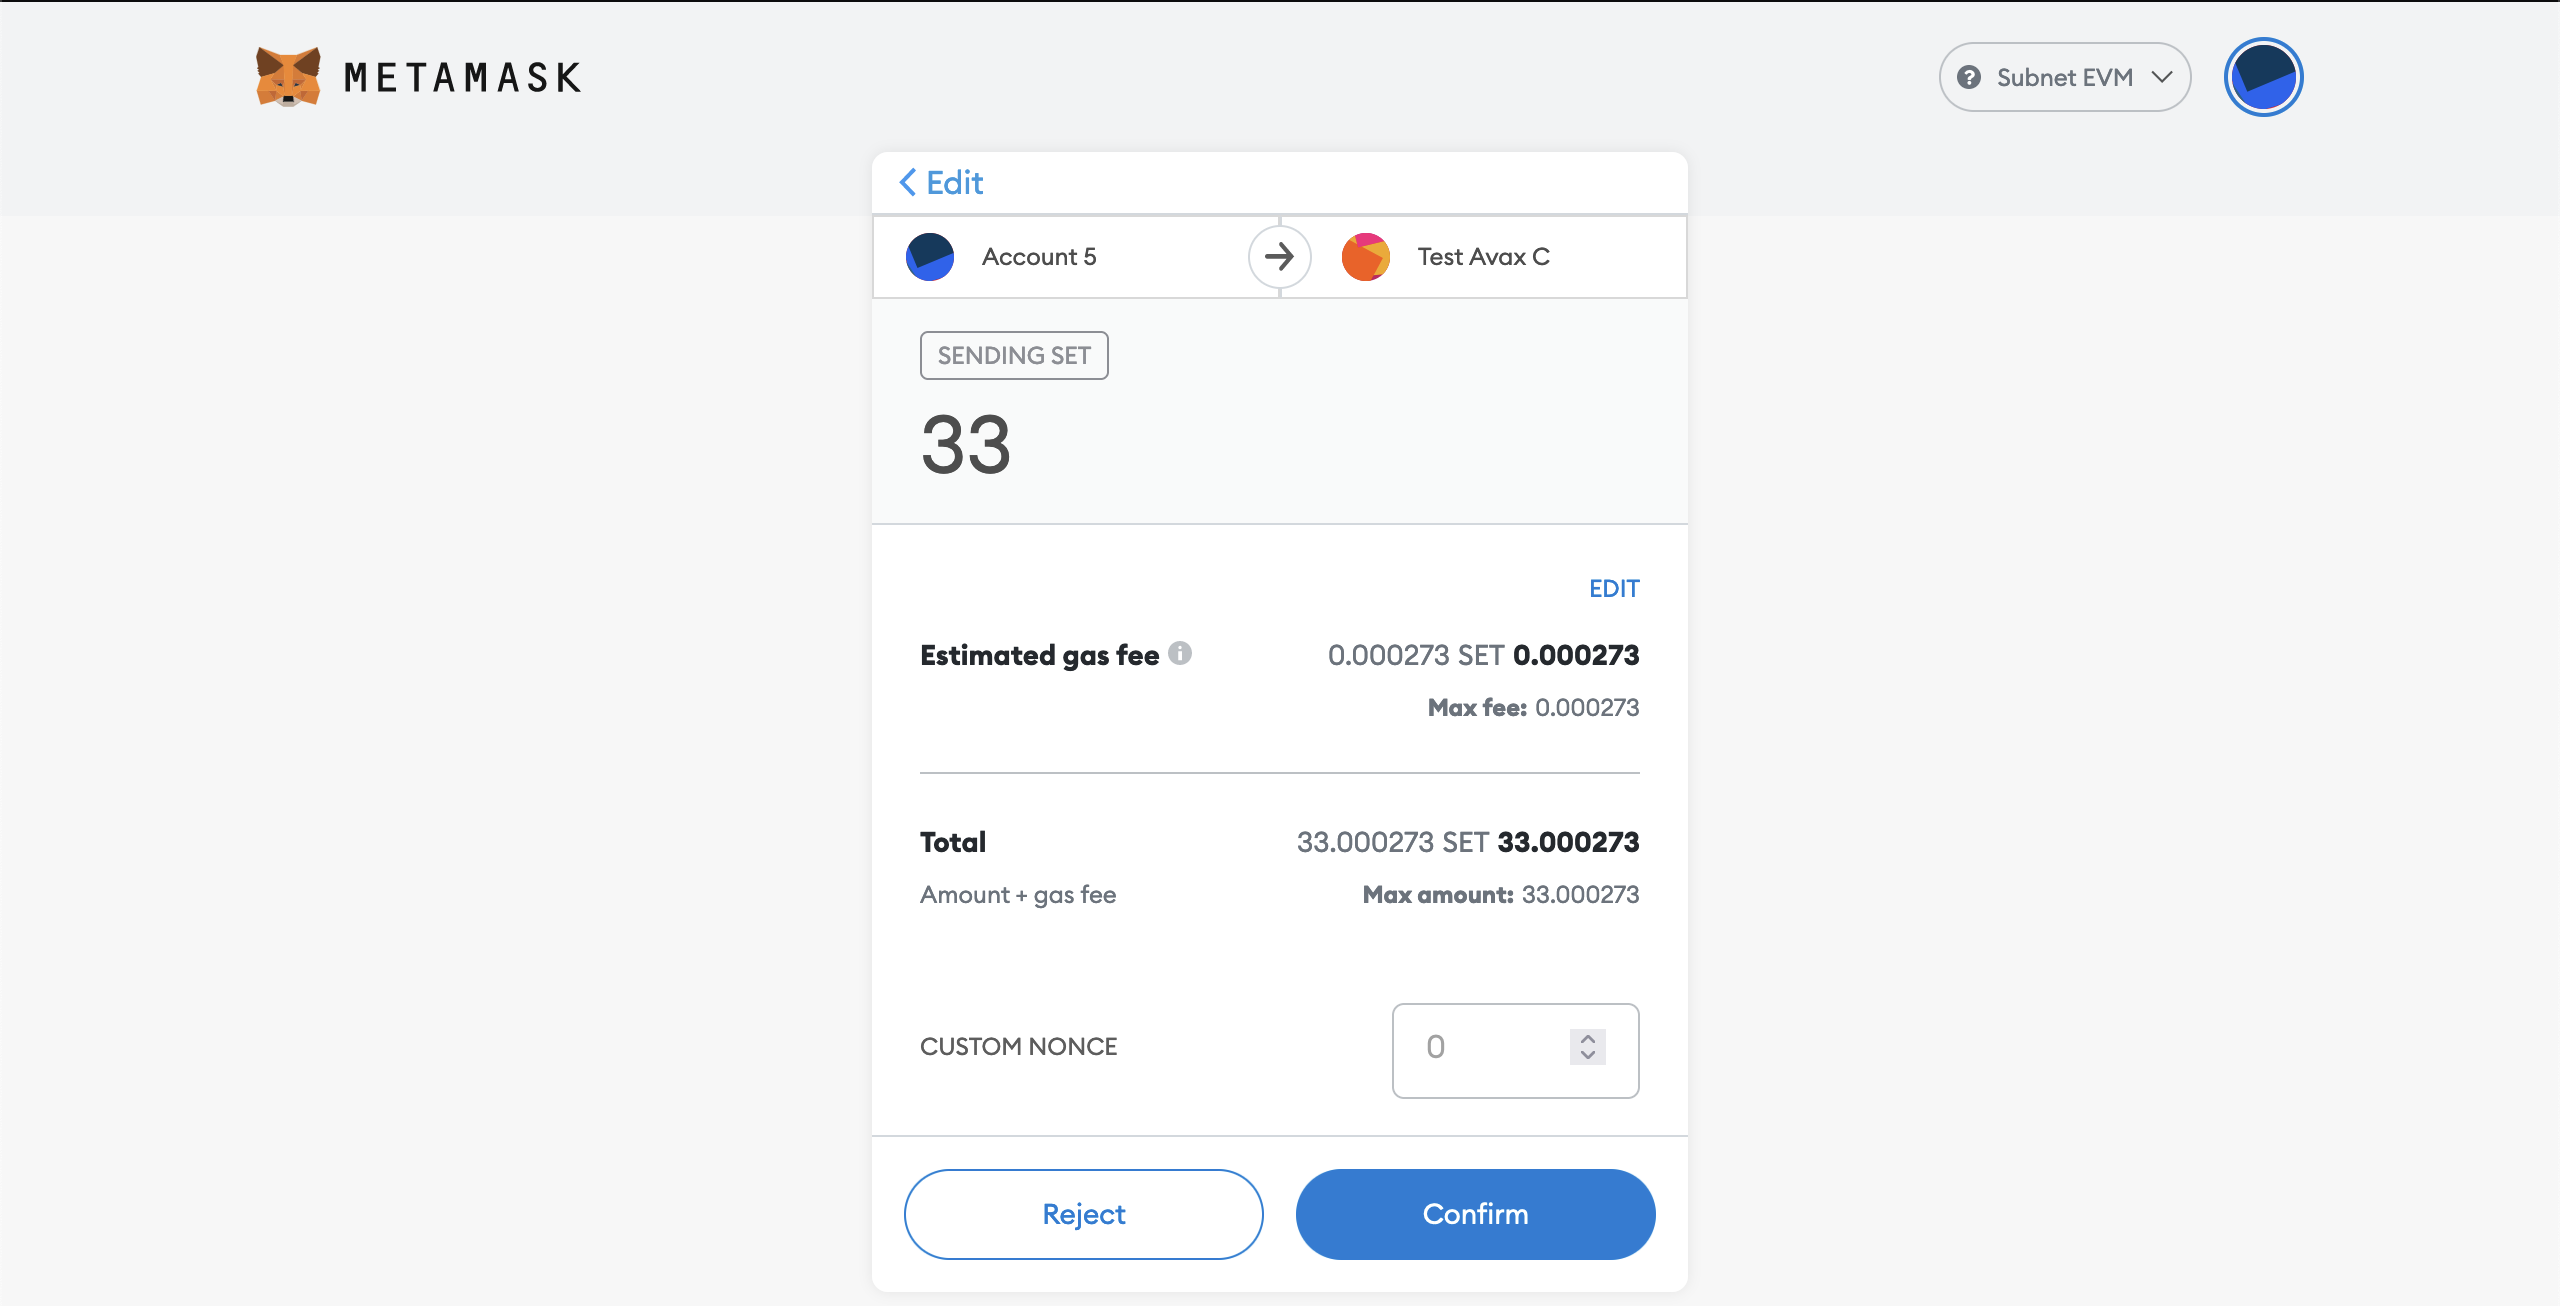 METAMASK
Subnet EVM
Edit
Account 5
Test Avax C
SENDING SET
33
EDIT
Estimated gas fee 0.000273 SET 0.000273
Max fee: 0.000273
Total 33.000273 SET 33.000273
Amount + gas fee Max amount: 33.000273
CUSTOM NONCE 0
Reject Confirm